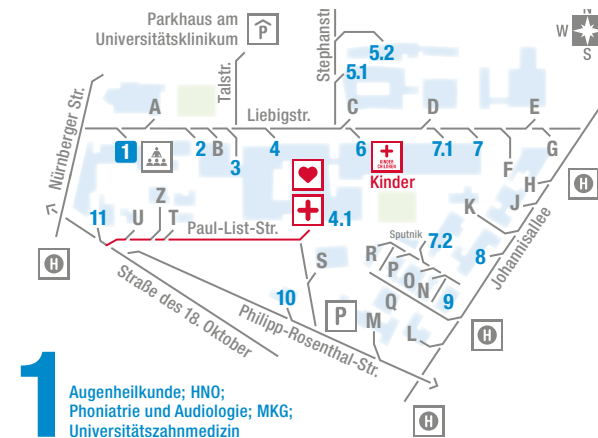 Parkhaus am
Universitätsklinikum
P
Stephanstr.
5.2
5.1
N
W
S
Talstr.
A
Liebigstr.
C
D
E
Nürnberger Str.
1
2
B
3
4
6
KINDER
CHILDREN
Kinder
7.1
7
F
G
H
H
J
K
Johannisallee
Z
11
U
T
Paul-List-Str.
4.1
Sputnik
7.2
8
R
P
O
N
9
Q
S
H
Straße des 18. Oktober
10
Philipp-Rosenthal-Str.
P
M
L
H
H
1
Augenheilkunde; HNO;
Phoniatrie und Audiologie; MKG;
Universitätszahnmedizin